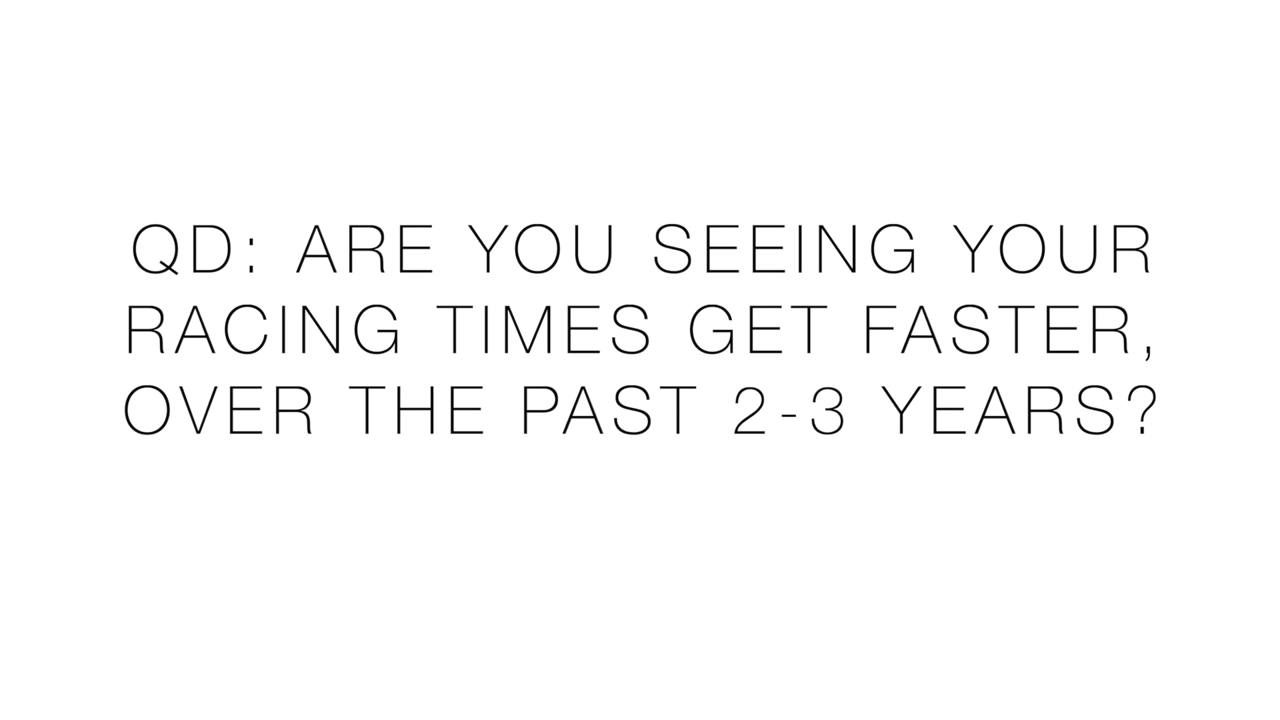 QD: ARE YOU SEEING YOUR
RACING TIMES GET FASTER,
OVER THE PAST 2-3 YEARS?